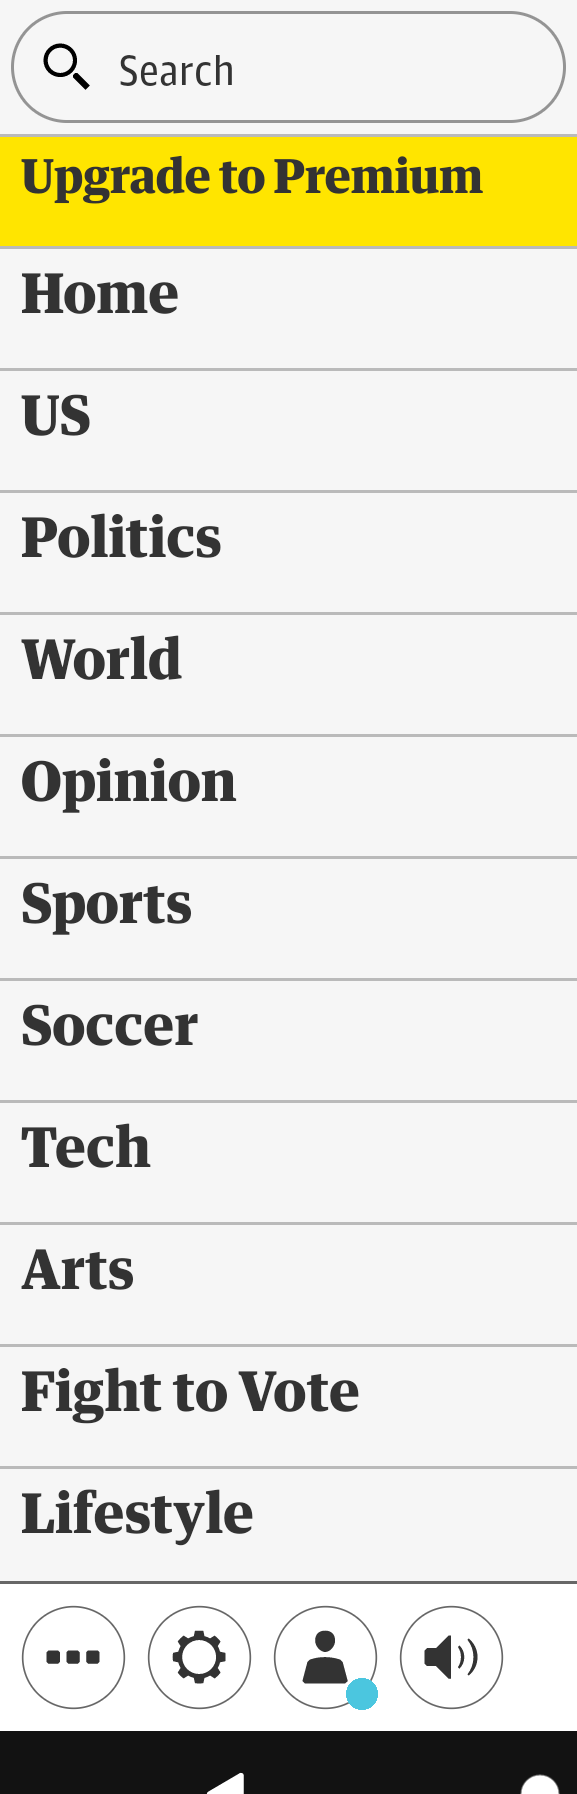 Search
Upgrade to Premium
Home
US
Politics
World
Opinion
Sports
Soccer
Tech
Arts
Fight to Vote
Lifestyle